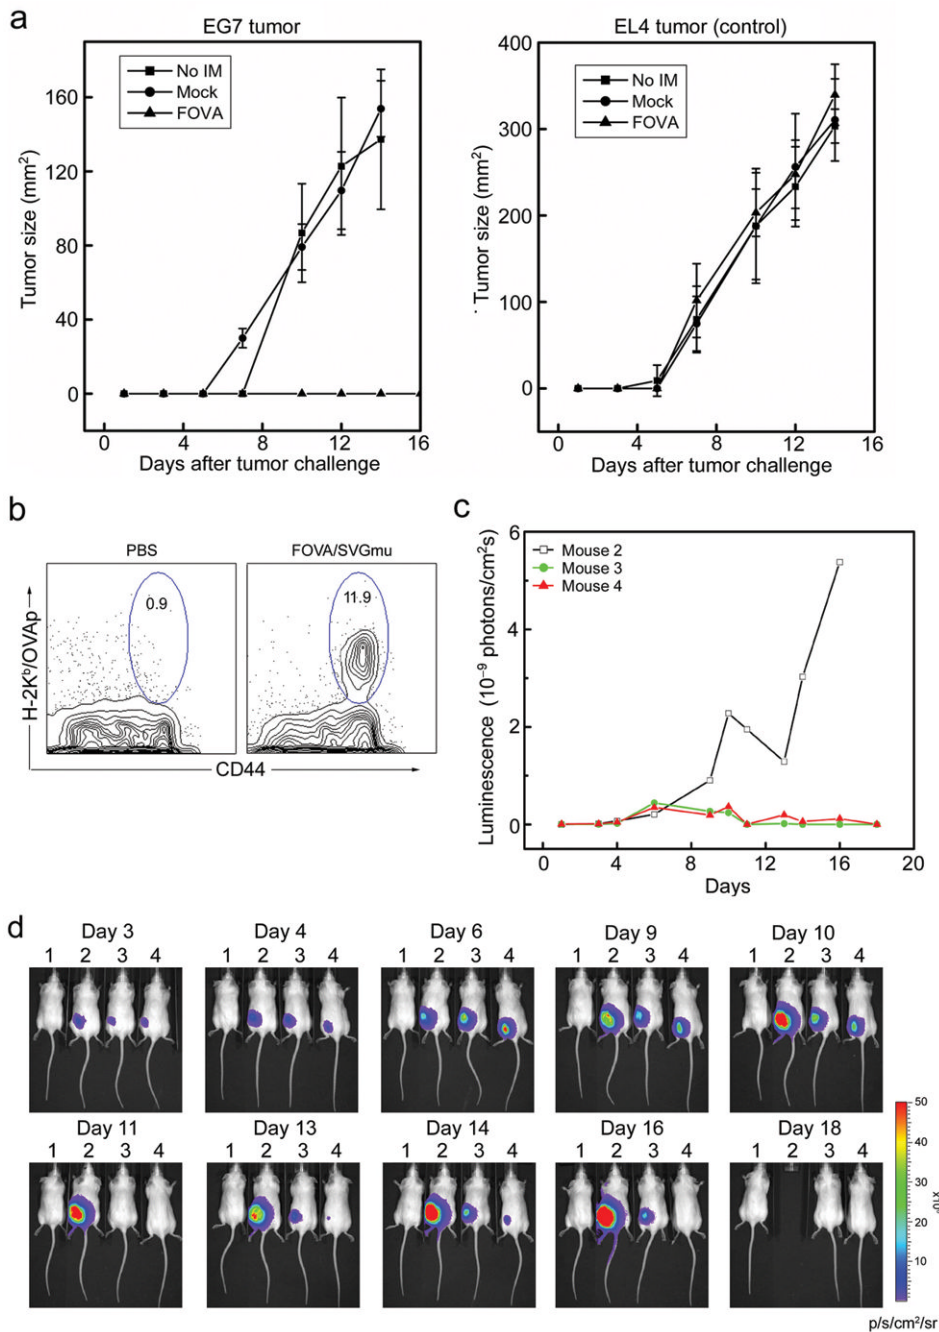 a
EG7 tumor
No IM
Mock
FOVA
Tumor size (mm²)
160
120
80
40
0
0 4 8 12 16
Days after tumor challenge
EL4 tumor (control)
No IM
Mock
FOVA
Tumor size (mm²)
400
300
200
100
0
0 4 8 12 16
Days after tumor challenge
b
PBS
FOVA/SVGmu
0.9
11.9
H-2Kᵇ/OVAp
CD44
c
Mouse 2
Mouse 3
Mouse 4
Luminescence (10⁻⁹ photons/cm²s)
6
4
2
0
0 4 8 12 16 20
Days
d
Day 3
1 2 3 4
Day 4
1 2 3 4
Day 6
1 2 3 4
Day 9
1 2 3 4
Day 10
1 2 3 4
Day 11
1 2 3 4
Day 13
1 2 3 4
Day 14
1 2 3 4
Day 16
1 2 3 4
Day 18
1 2 3 4
50
40
30
20
10
p/s/cm²/sr